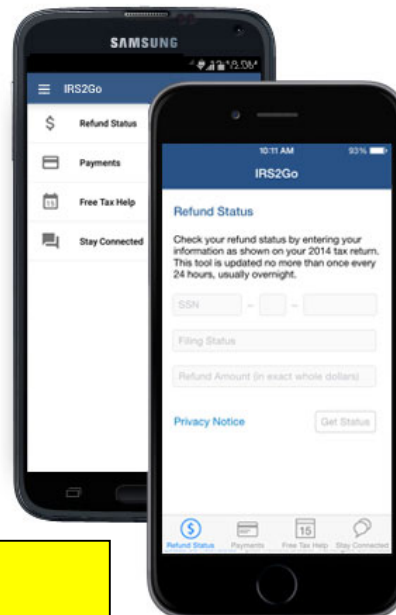 SAMSUNG
IRS2Go
$ Refund Status
Payments
15 Free Tax Help
Stay Connected
10:11 AM 93%
IRS2Go
Refund Status
Check your refund status by entering your
information as shown on your 2014 tax return.
This tool is updated no more than once every
24 hours, usually overnight.
SSN – –
Filing Status
Refund Amount (in exact whole dollars)
Privacy Notice Get Status
$ 15
Refund Status Payments Free Tax Help Stay Connected